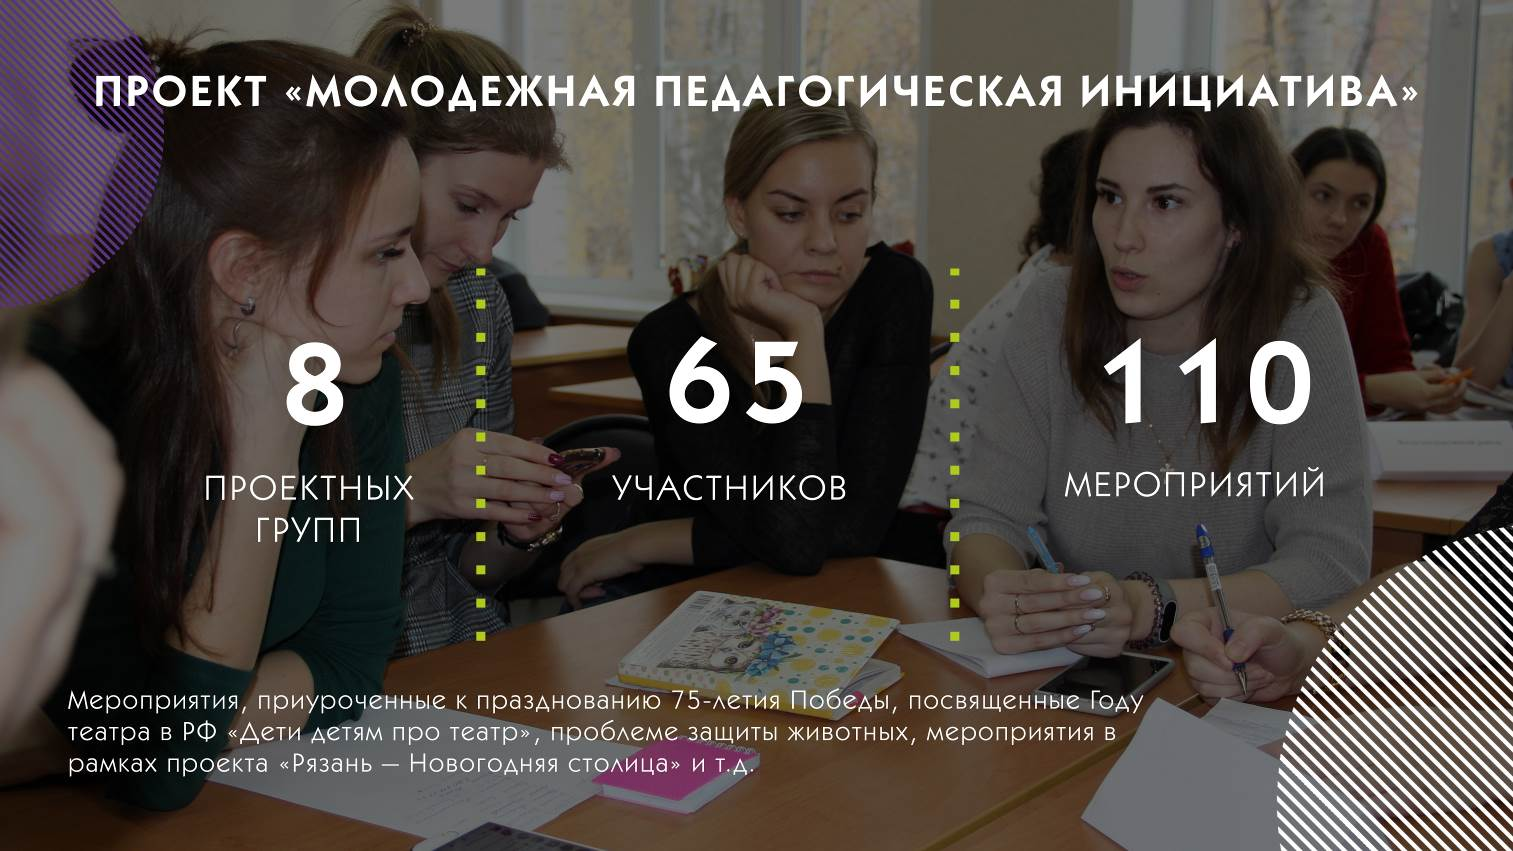 ПРОЕКТ «МОЛОДЕЖНАЯ ПЕДАГОГИЧЕСКАЯ ИНИЦИАТИВА»
8
ПРОЕКТНЫХ
ГРУПП
65
УЧАСТНИКОВ
110
МЕРОПРИЯТИЙ
Мероприятия, приуроченные к празднованию 75-летия Победы, посвященные Году
театра в РФ «Дети детям про театр», проблеме защиты животных, мероприятия в
рамках проекта «Рязань — Новогодняя столица» и т.д.